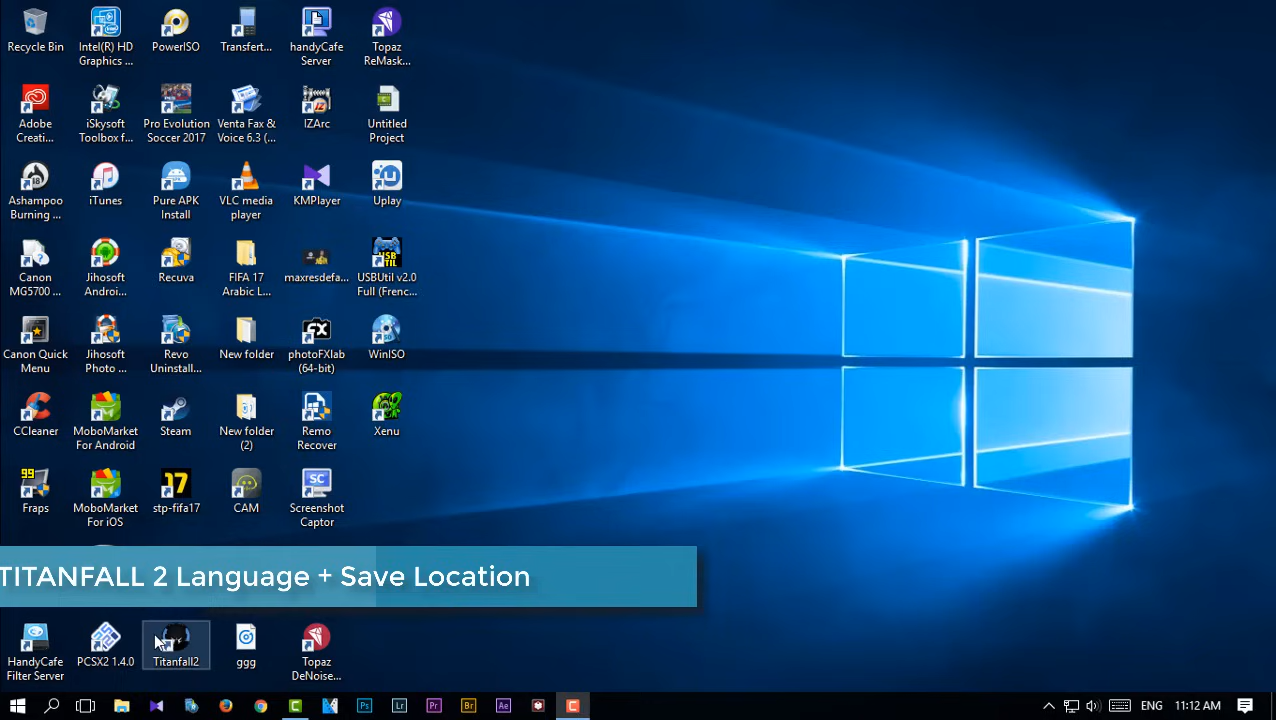 Recycle Bin
Intel(R) HD
Graphics ...
PowerISO
Transfert...
handyCafe
Server
Topaz
ReMask...
Adobe
Creati...
iSkysoft
Toolbox f...
Pro Evolution
Soccer 2017
Venta Fax &
Voice 6.3 (...
IZArc
Untitled
Project
Ashampoo
Burning ...
iTunes
Pure APK
Install
VLC media
player
KMPlayer
Uplay
Canon
MG5700 ...
Jihosoft
Androi...
Recuva
FIFA 17
Arabic L...
maxresdefa...
USBUtil v2.0
Full (Frenc...
Canon Quick
Menu
Jihosoft
Photo ...
Revo
Uninstall...
New folder
photoFXlab
(64-bit)
WinISO
CCleaner
MoboMarket
For Android
Steam
New folder
(2)
Remo
Recover
Xenu
Fraps
MoboMarket
For iOS
stp-fifa17
CAM
Screenshot
Captor
TITANFALL 2 Language + Save Location
HandyCafe
Filter Server
PCSX2 1.4.0
Titanfall2
ggg
Topaz
DeNoise...
ENG
11:12 AM